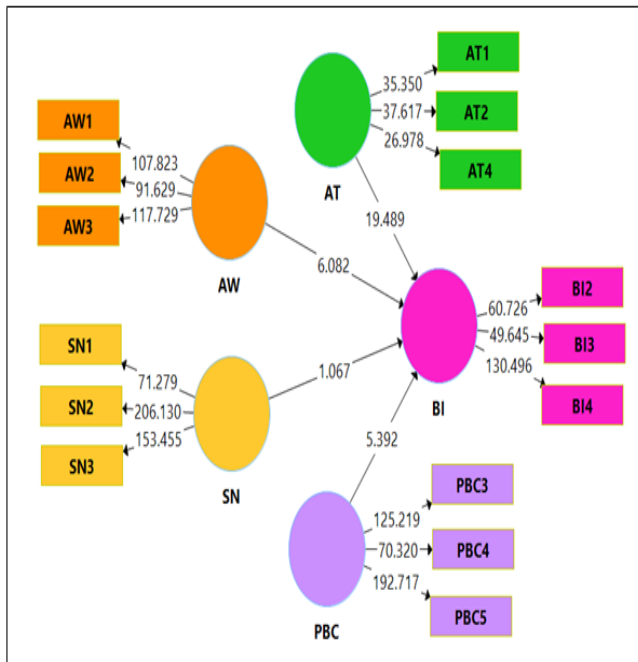 AT1
35.350
AT2
37.617
26.978
AT4
AT
AW1
107.823
AW2
91.629
117.729
AW3
AW
19.489
6.082
BI2
60.726
49.645
BI3
130.496
BI4
BI
SN1
71.279
SN2
206.130
153.455
SN3
SN
1.067
5.392
PBC3
125.219
70.320
PBC4
192.717
PBC5
PBC